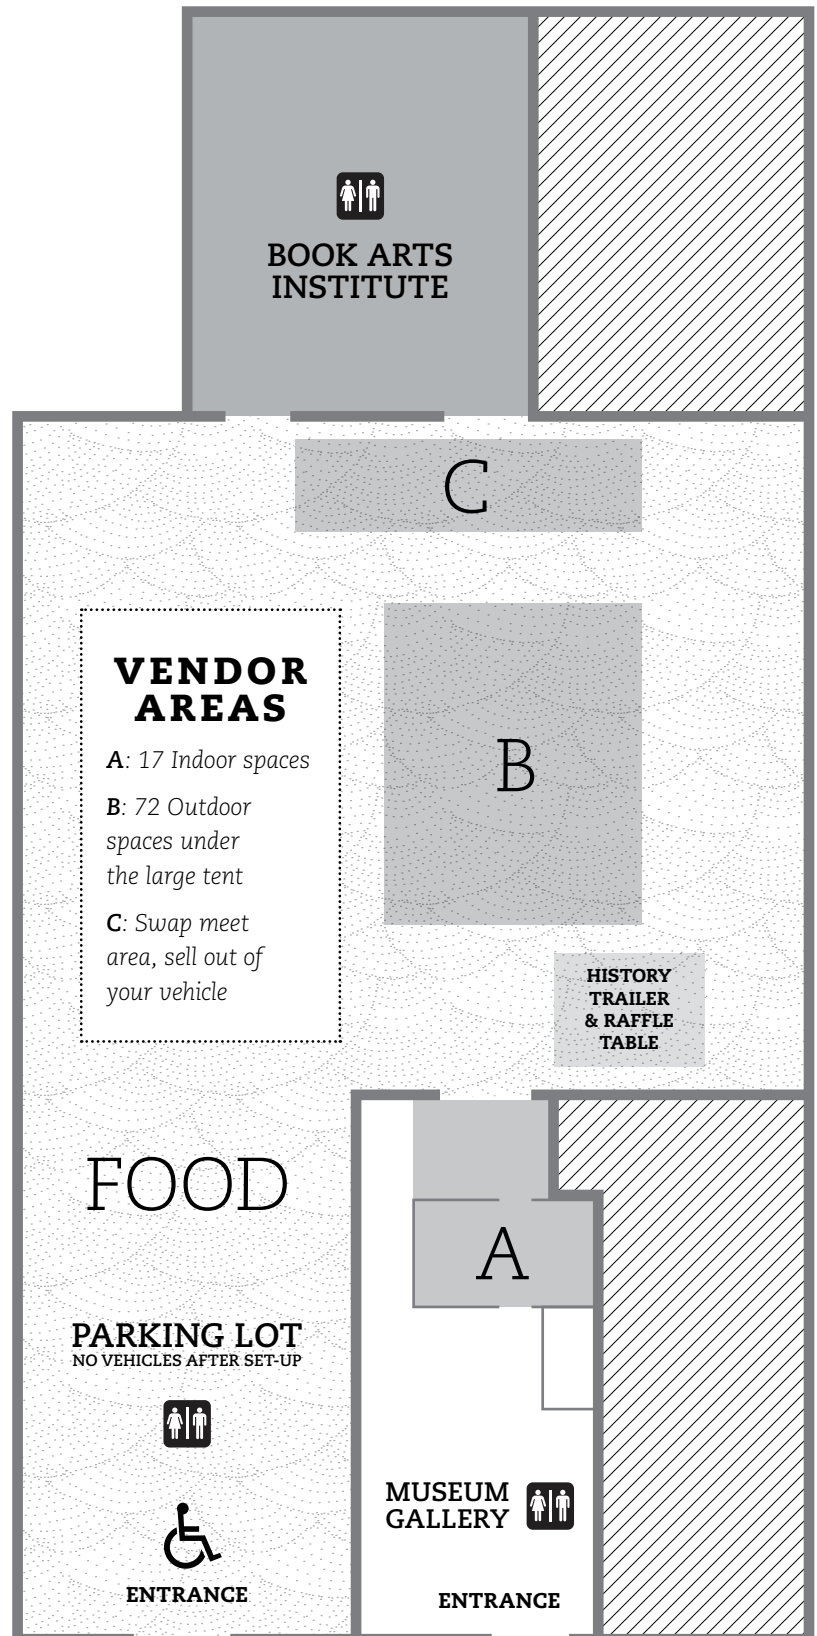 BOOK ARTS
INSTITUTE
C
VENDOR
AREAS
A: 17 Indoor spaces
B: 72 Outdoor
spaces under
the large tent
C: Swap meet
area, sell out of
your vehicle
B
HISTORY
TRAILER
& RAFFLE
TABLE
FOOD
A
PARKING LOT
NO VEHICLES AFTER SET-UP
MUSEUM
GALLERY
ENTRANCE
ENTRANCE